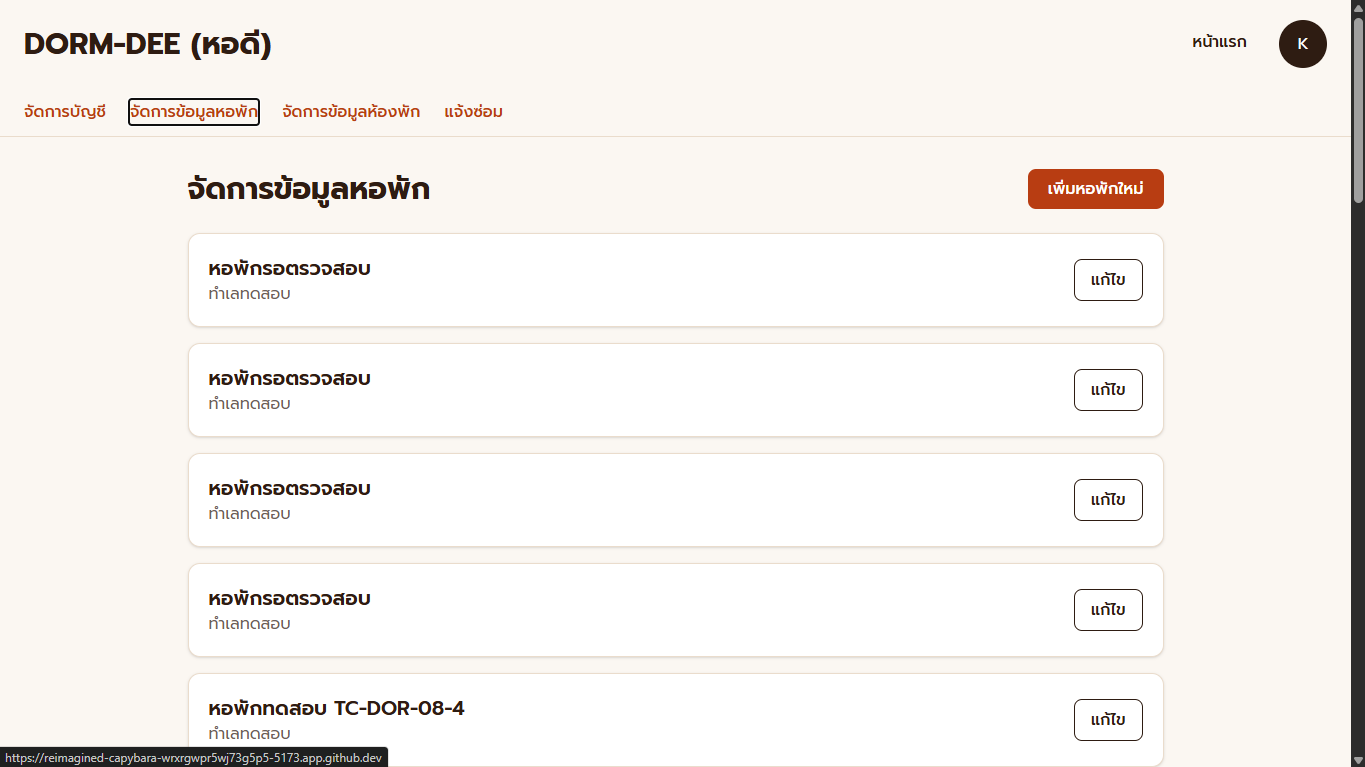 DORM-DEE (หอดี)
หน้าแรก
K
จัดการบัญชี
จัดการข้อมูลหอพัก
จัดการข้อมูลห้องพัก
แจ้งซ่อม
จัดการข้อมูลหอพัก
เพิ่มหอพักใหม่
หอพักรอตรวจสอบ
ทำเลทดสอบ
แก้ไข
หอพักรอตรวจสอบ
ทำเลทดสอบ
แก้ไข
หอพักรอตรวจสอบ
ทำเลทดสอบ
แก้ไข
หอพักรอตรวจสอบ
ทำเลทดสอบ
แก้ไข
หอพักทดสอบ TC-DOR-08-4
ทำเลทดสอบ
แก้ไข
https://reimagined-capybara-wrxrgwpr5wj73g5p5-5173.app.github.dev